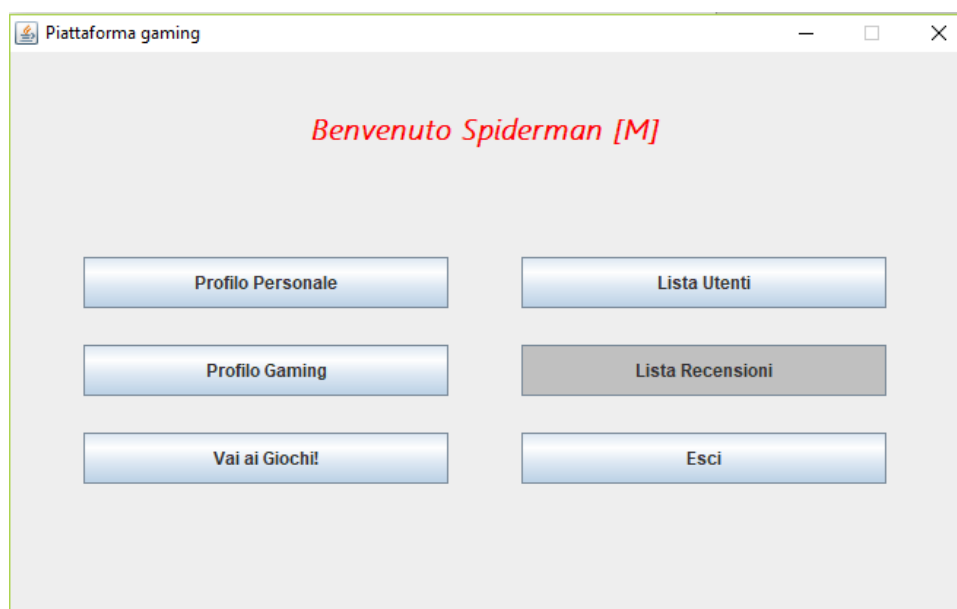 Piattaforma gaming
Benvenuto Spiderman [M]
Profilo Personale
Lista Utenti
Profilo Gaming
Lista Recensioni
Vai ai Giochi!
Esci